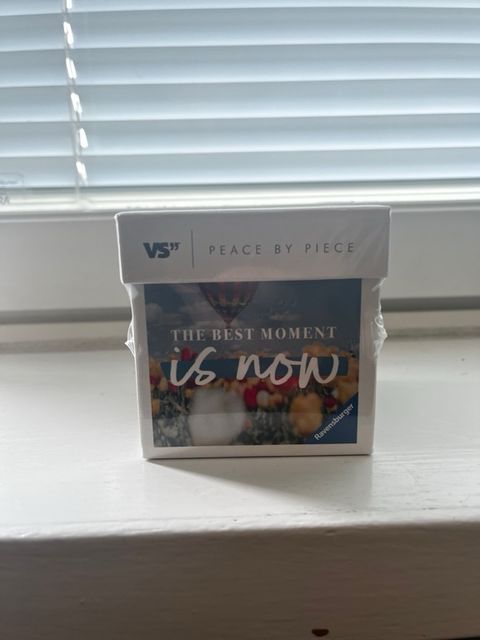 VS” | PEACE BY PIECE
THE BEST MOMENT
is now
Ravensburger